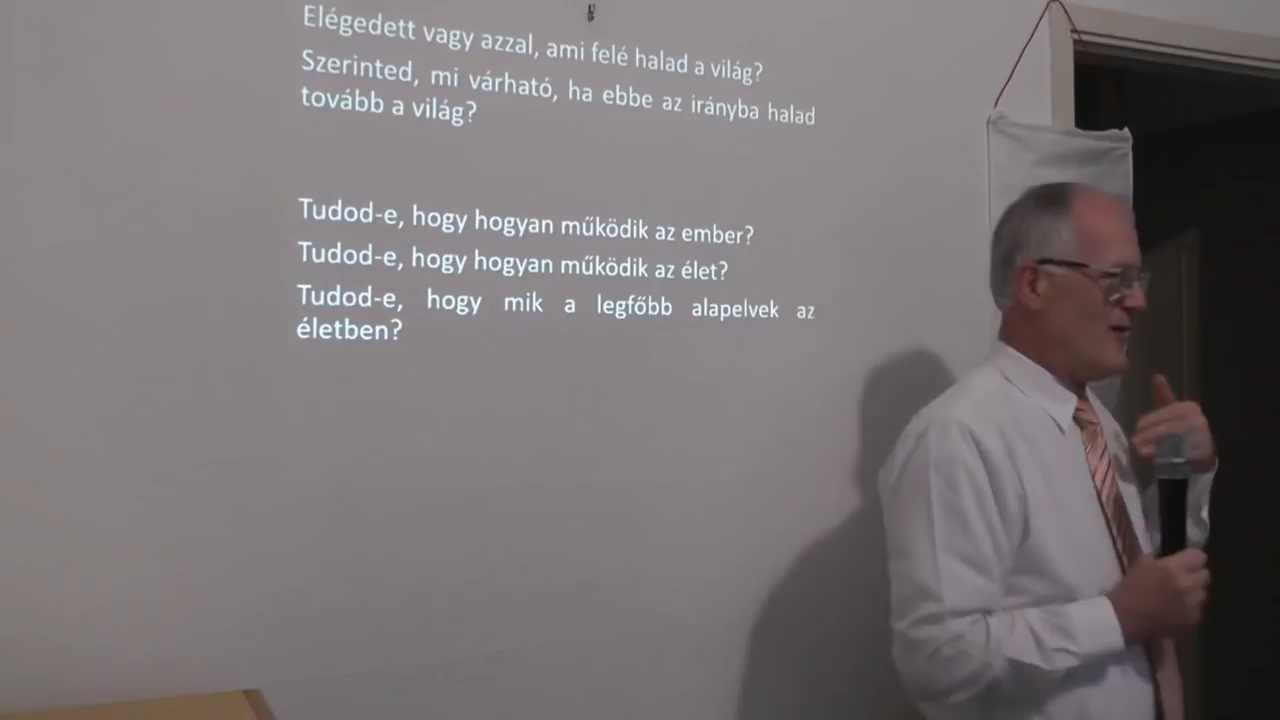 Elégedett vagy azzal, ami felé halad a világ?
Szerinted, mi várható, ha ebbe az irányba halad
tovább a világ?
Tudod-e, hogy hogyan működik az ember?
Tudod-e, hogy hogyan működik az élet?
Tudod-e, hogy mik a legfőbb alapelvek az
életben?